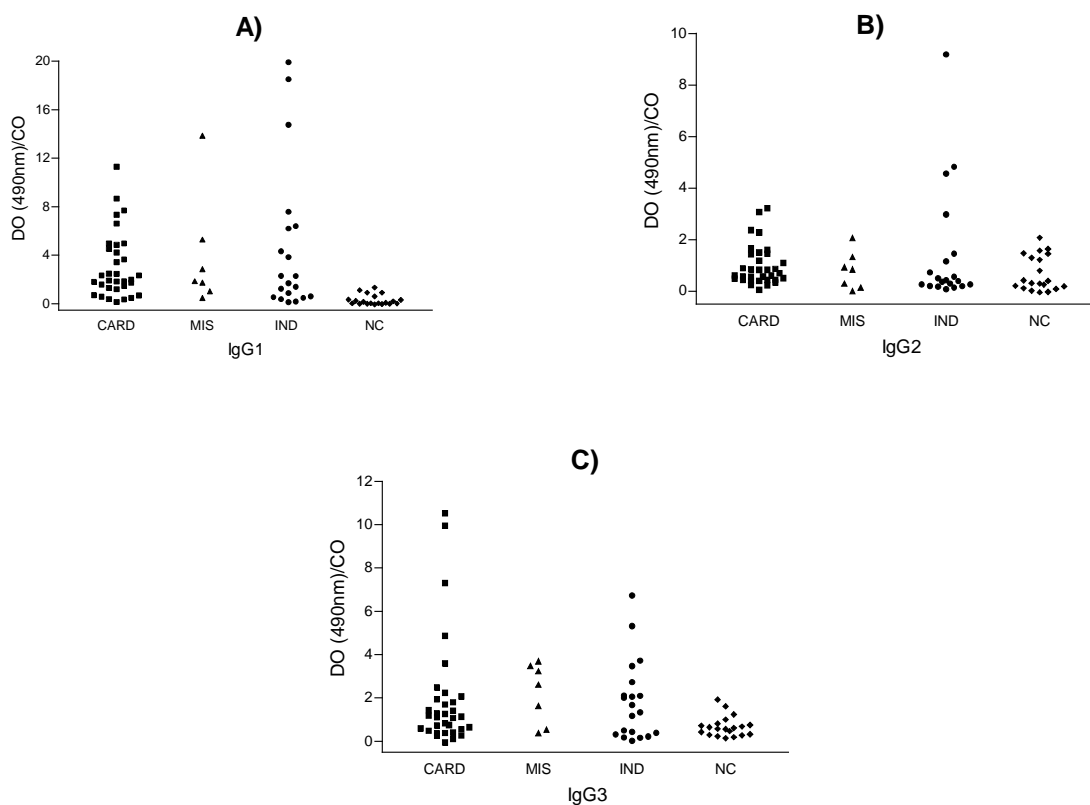 A)
20
16
12
8
4
0
DO (490nm)/CO
CARD MIS IND NC
IgG1
B)
10
8
6
4
2
0
DO (490nm)/CO
CARD MIS IND NC
IgG2
C)
12
10
8
6
4
2
0
DO (490nm)/CO
CARD MIS IND NC
IgG3